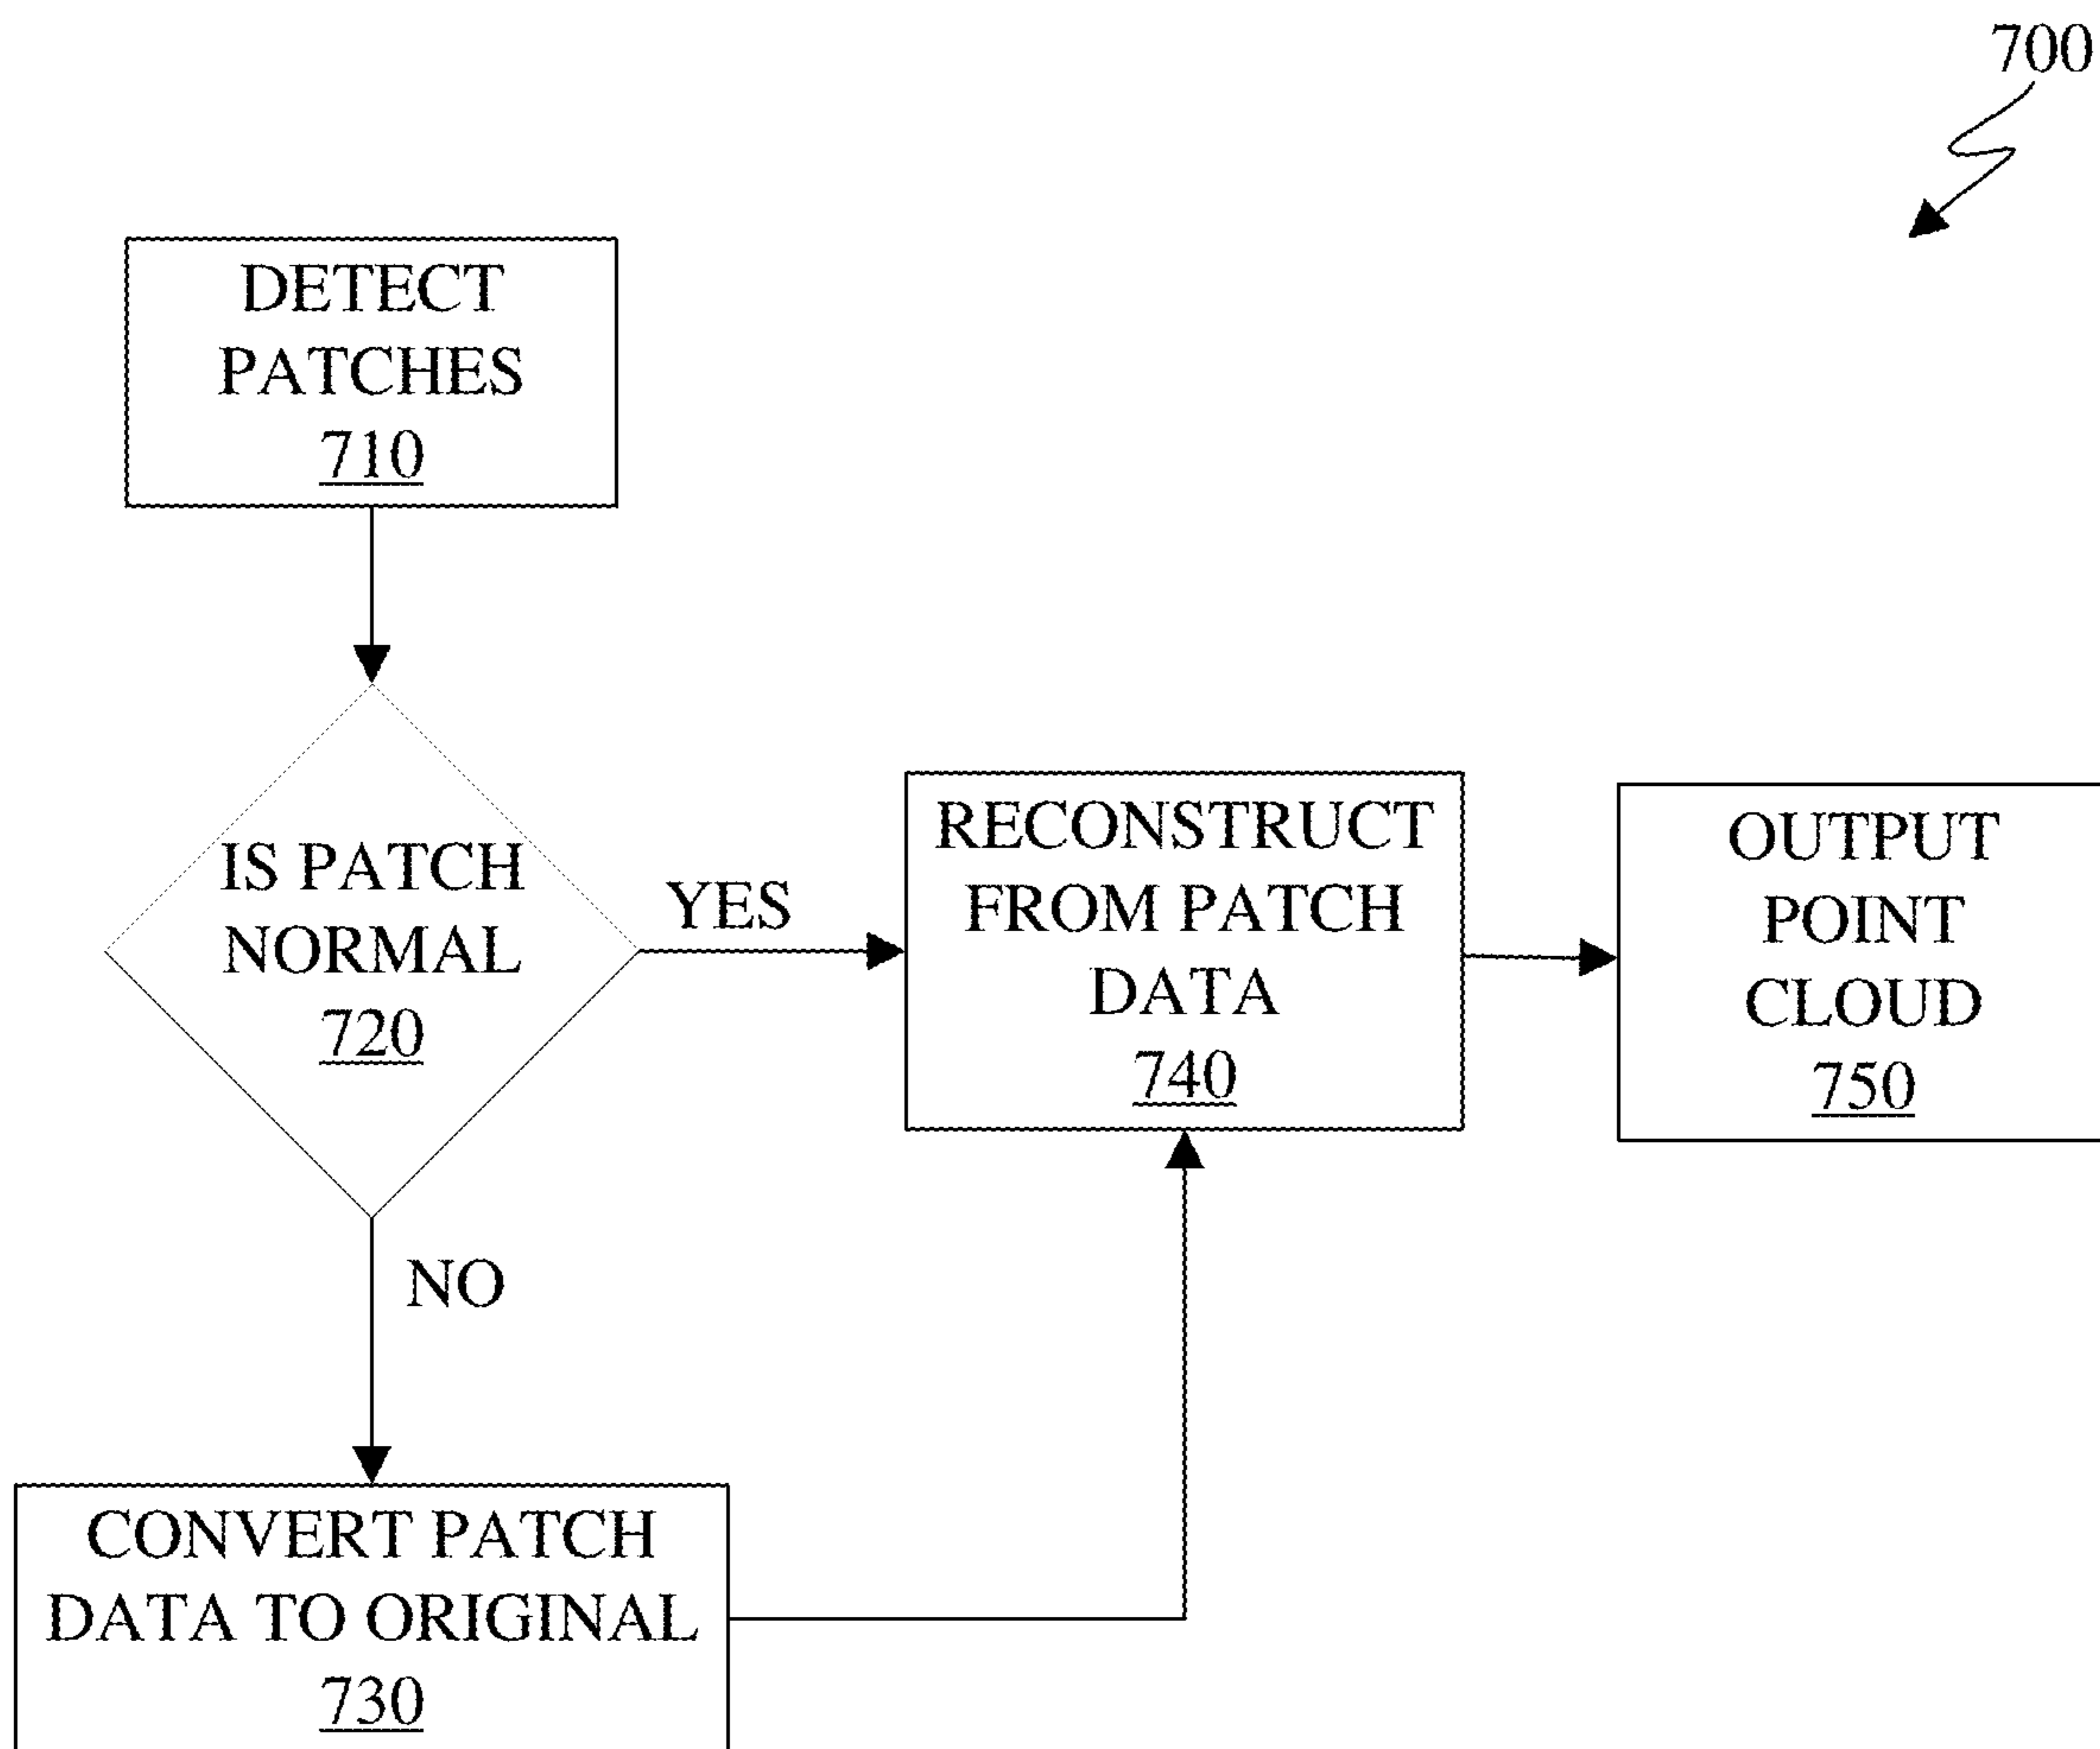 700
DETECT
PATCHES
710
IS PATCH
NORMAL
720
YES
NO
RECONSTRUCT
FROM PATCH
DATA
740
OUTPUT
POINT
CLOUD
750
CONVERT PATCH
DATA TO ORIGINAL
730